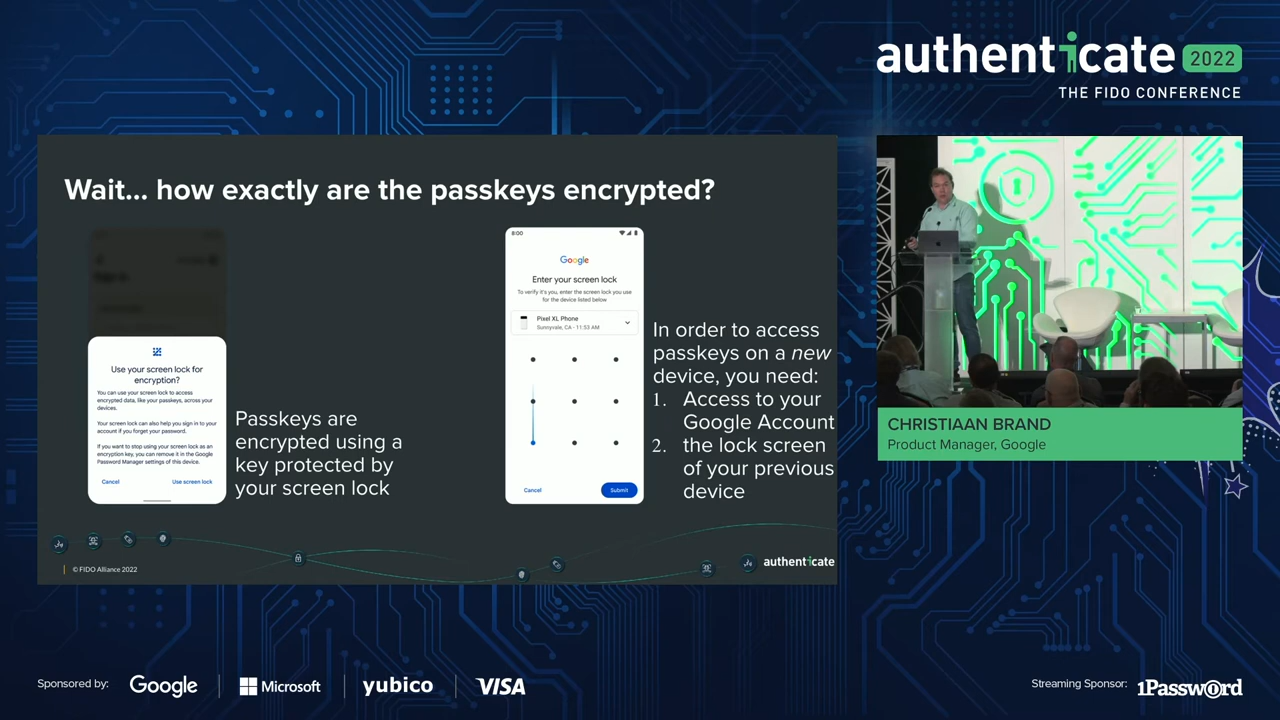 authenticate 2022
THE FIDO CONFERENCE
Wait... how exactly are the passkeys encrypted?
Use your screen lock for
encryption?
You can use your screen lock to access
encrypted data, like your passkeys, across your
devices.
Your screen lock can also help you sign in to your
account if you forget your password.
If you want to stop using your screen lock as an
encryption key, you can remove it in the Google
Password Manager settings of this device.
Cancel
Use screen lock
Passkeys are
encrypted using a
key protected by
your screen lock
8:00
Google
Enter your screen lock
To verify it's you, enter the screen lock you use
for the device listed below
Pixel XL Phone
Sunnyvale, CA - 11:53 AM
Cancel
Submit
In order to access
passkeys on a new
device, you need:
1. Access to your
Google Account
2. the lock screen
of your previous
device
© FIDO Alliance 2022
authenticate
CHRISTIAAN BRAND
Product Manager, Google
Sponsored by:
Google
Microsoft
yubico
VISA
Streaming Sponsor:
1Password